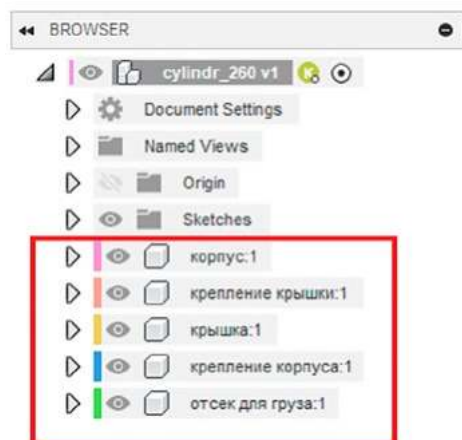 BROWSER
cylindr_260 v1
Document Settings
Named Views
Origin
Sketches
корпус:1
крепление крышки:1
крышка:1
крепление корпуса:1
отсек для груза:1